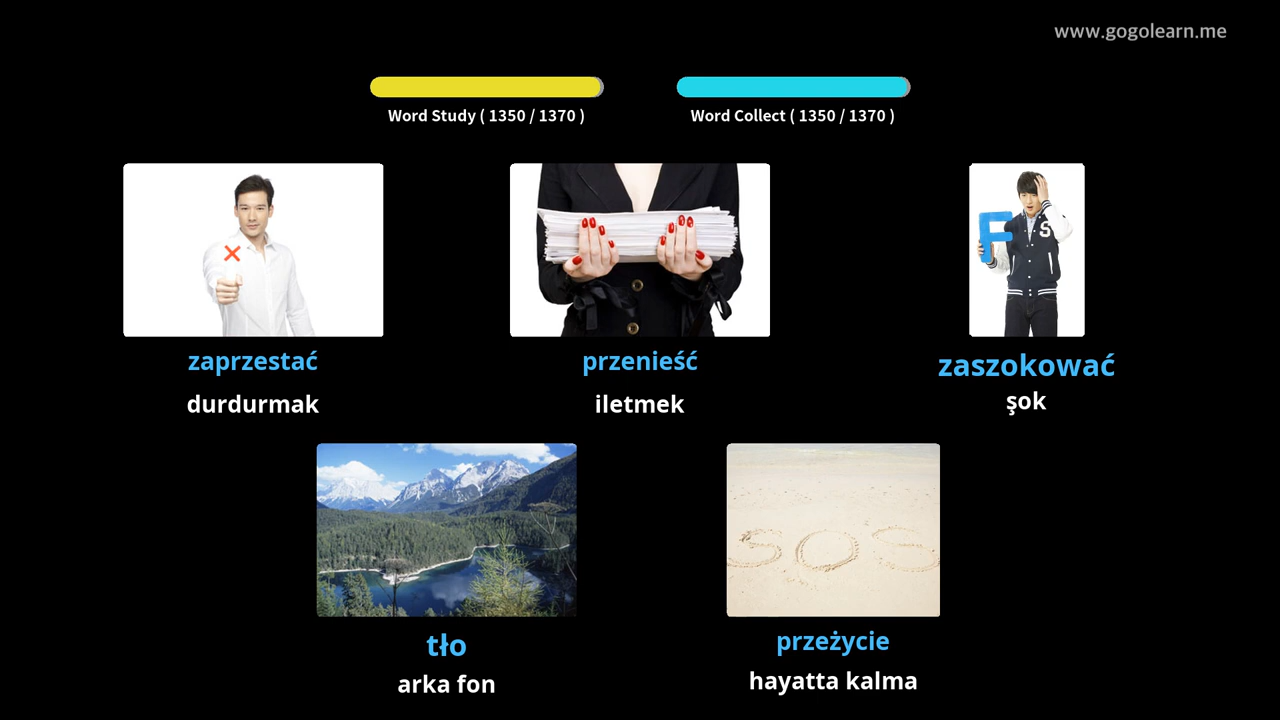 www.gogolearn.me
Word Study ( 1350 / 1370 )
Word Collect ( 1350 / 1370 )
F
S
zaprzestać
przenieść
zaszokować
durdurmak
iletmek
şok
SOS
tło
przeżycie
arka fon
hayatta kalma